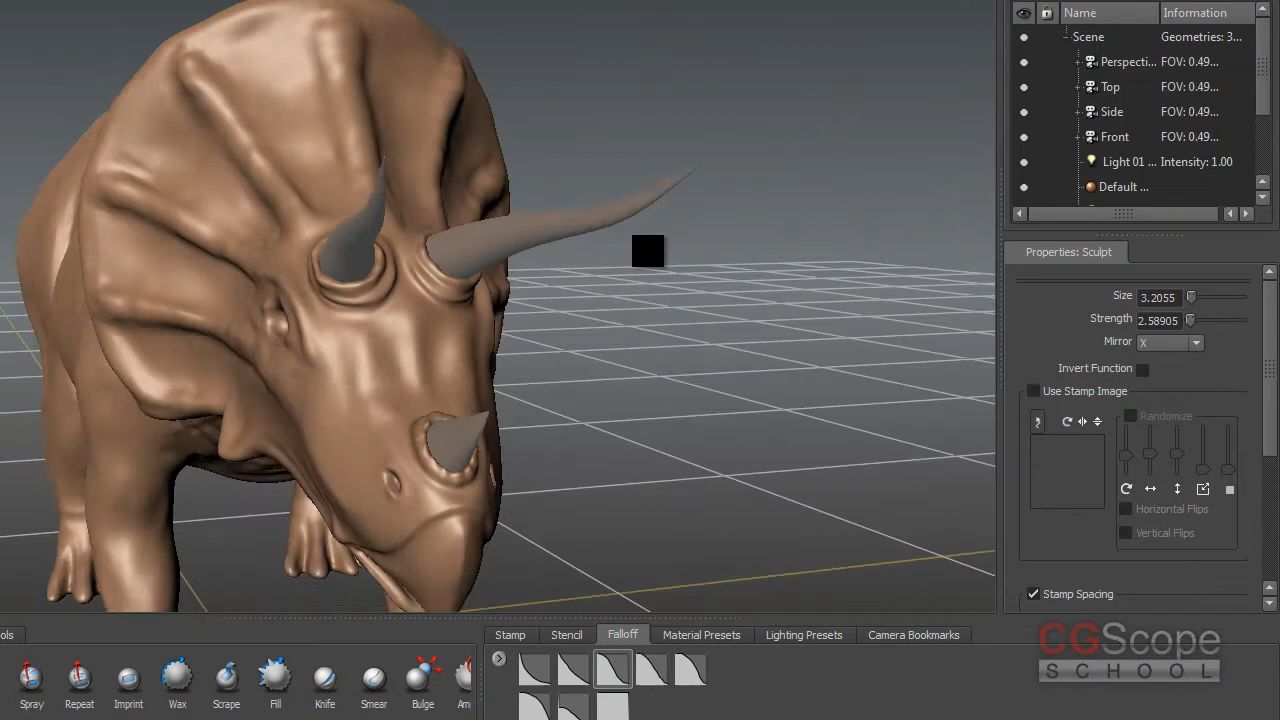 Name Information
Scene Geometries: 3...
Perspecti... FOV: 0.49...
Top FOV: 0.49...
Side FOV: 0.49...
Front FOV: 0.49...
Light 01 ... Intensity: 1.00
Default ...
Properties: Sculpt
Size 3.2055
Strength 2.58905
Mirror X
Invert Function
Use Stamp Image
Randomize
Horizontal Flips
Vertical Flips
Stamp Spacing
CGScope
SCHOOL
ols
Stamp Stencil Falloff Material Presets Lighting Presets Camera Bookmarks
Spray Repeat Imprint Wax Scrape Fill Knife Smear Bulge Am